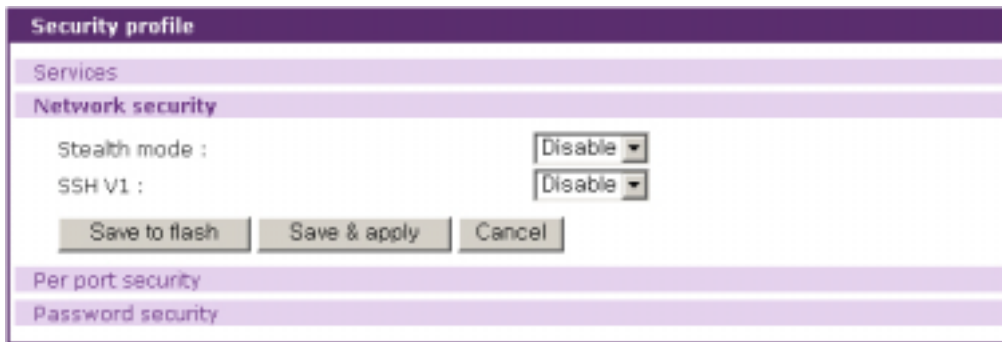 Security profile
Services
Network security
Stealth mode : Disable
SSH V1 : Disable
Save to flash Save & apply Cancel
Per port security
Password security